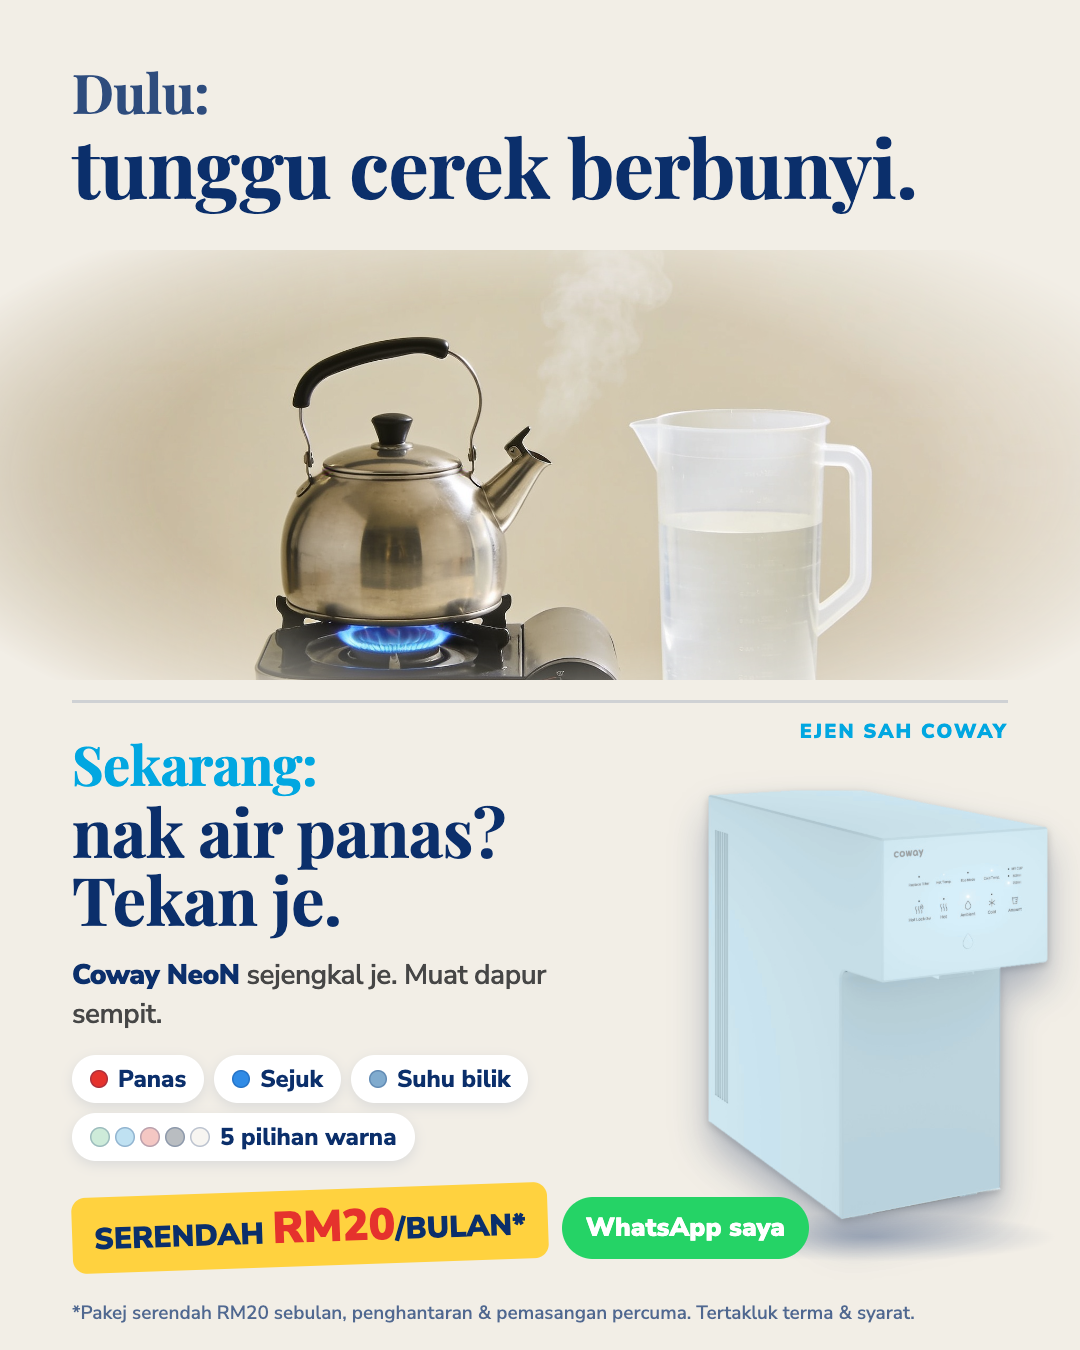 Dulu:
tunggu cerek berbunyi.
EJEN SAH COWAY
Sekarang:
nak air panas?
Tekan je.
coway
Coway NeoN sejengkal je. Muat dapur
sempit.
Panas
Sejuk
Suhu bilik
5 pilihan warna
SERENDAH RM20/BULAN*
WhatsApp saya
*Pakej serendah RM20 sebulan, penghantaran & pemasangan percuma. Tertakluk terma & syarat.